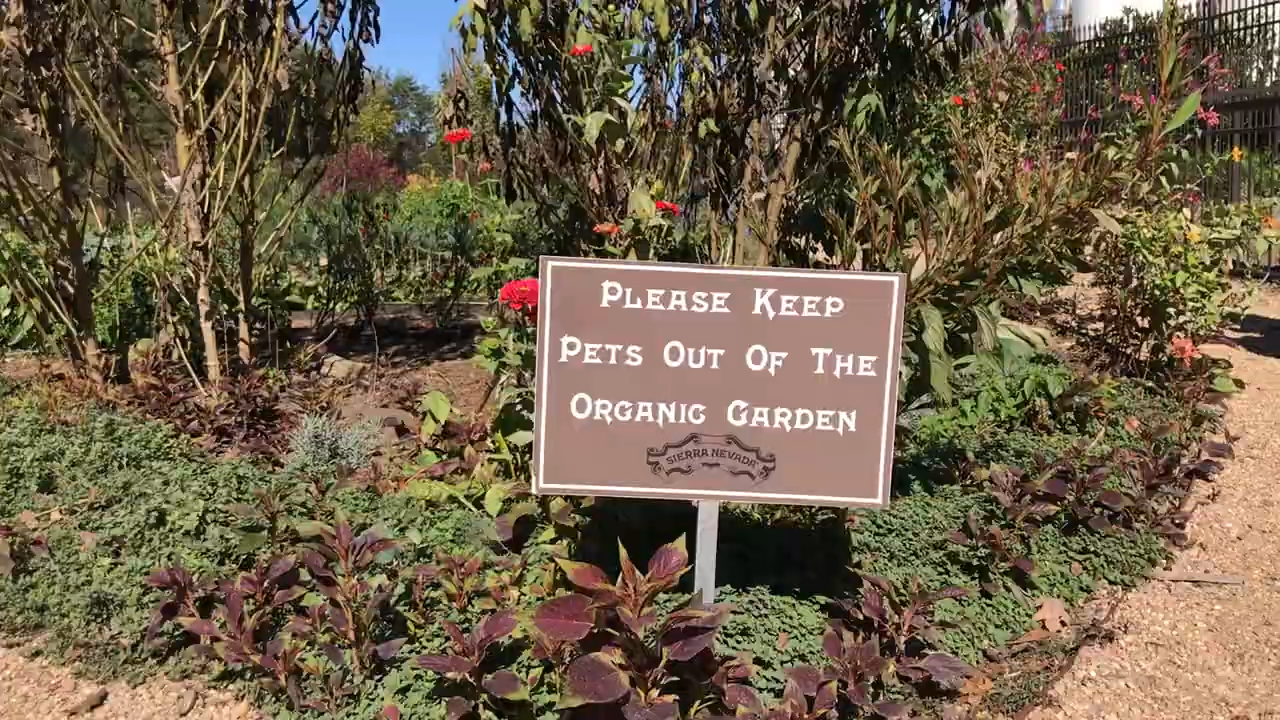 Please Keep
Pets Out Of The
Organic Garden
SIERRA NEVADA